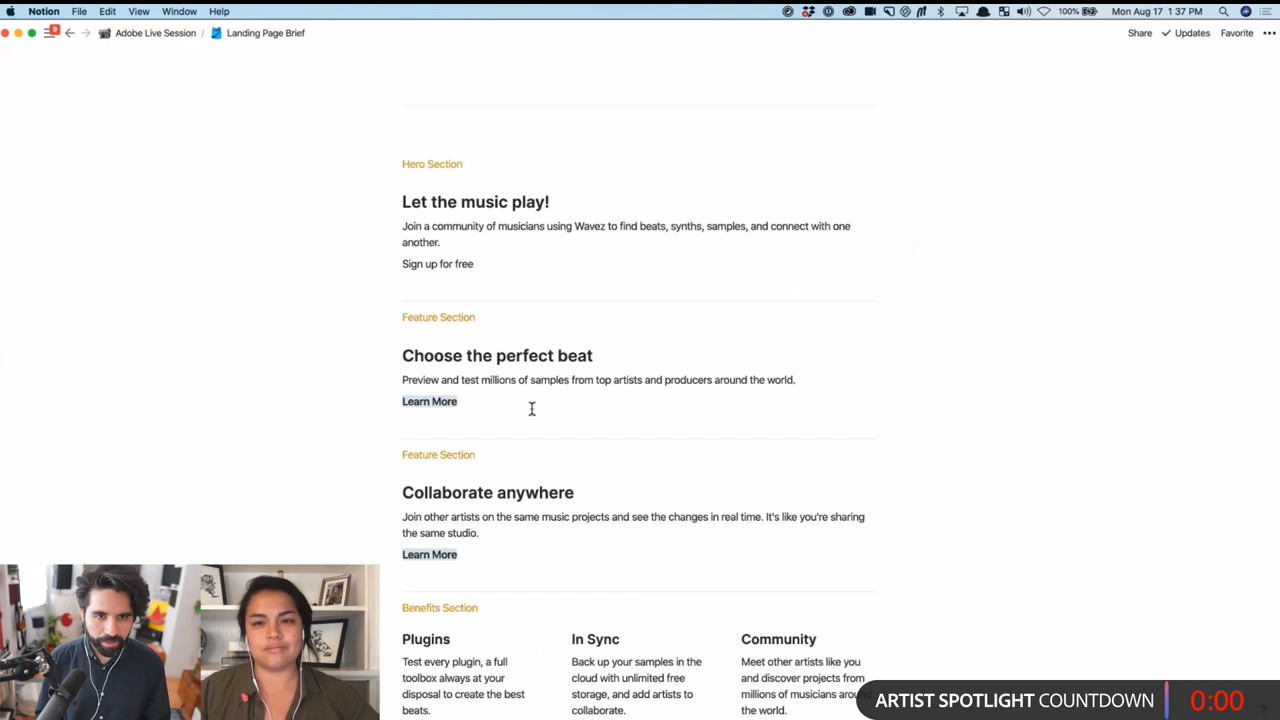 Notion File Edit View Window Help
100% Mon Aug 17 1:37 PM
Adobe Live Session / Landing Page Brief
Share Updates Favorite
Hero Section
Let the music play!
Join a community of musicians using Wavez to find beats, synths, samples, and connect with one
another.
Sign up for free
Feature Section
Choose the perfect beat
Preview and test millions of samples from top artists and producers around the world.
Learn More
Feature Section
Collaborate anywhere
Join other artists on the same music projects and see the changes in real time. It's like you're sharing
the same studio.
Learn More
Benefits Section
Plugins
Test every plugin, a full
toolbox always at your
disposal to create the best
beats.
In Sync
Back up your samples in the
cloud with unlimited free
storage, and add artists to
collaborate.
Community
Meet other artists like you
and discover projects from
millions of musicians around
the world.
ARTIST SPOTLIGHT COUNTDOWN 0:00